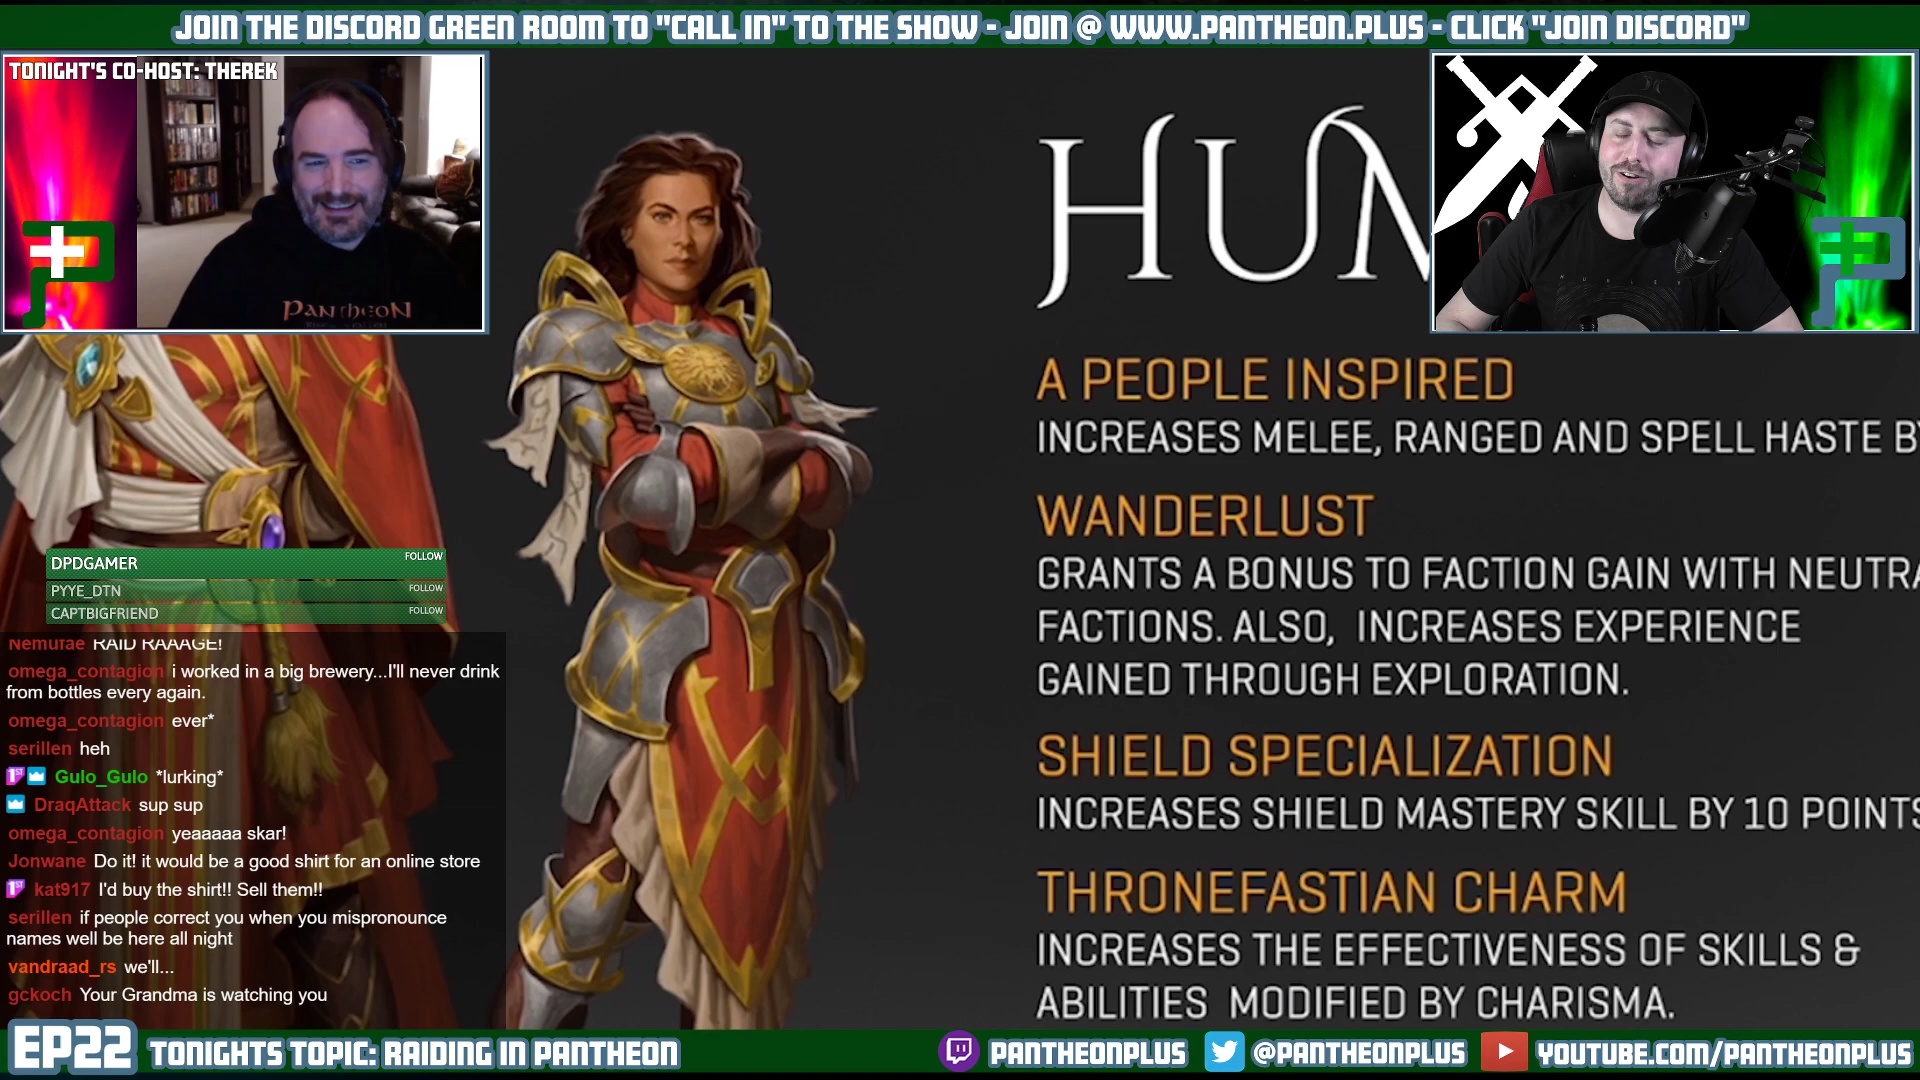 JOIN THE DISCORD GREEN ROOM TO "CALL IN" TO THE SHOW - JOIN @ WWW.PANTHEON.PLUS - CLICK "JOIN DISCORD"
TONIGHT'S CO-HOST: THEREK
PANTHEON
HUM
A PEOPLE INSPIRED
INCREASES MELEE, RANGED AND SPELL HASTE BY
WANDERLUST
GRANTS A BONUS TO FACTION GAIN WITH NEUTRA
FACTIONS. ALSO, INCREASES EXPERIENCE
GAINED THROUGH EXPLORATION.
SHIELD SPECIALIZATION
INCREASES SHIELD MASTERY SKILL BY 10 POINTS
THRONEFASTIAN CHARM
INCREASES THE EFFECTIVENESS OF SKILLS &
ABILITIES MODIFIED BY CHARISMA.
DPDGAMER FOLLOW
PYYE_DTN FOLLOW
CAPTBIGFRIEND FOLLOW
Nemufae RAID RAAAGE!
omega_contagion i worked in a big brewery...I'll never drink
from bottles every again.
omega_contagion ever*
serillen heh
1ST Gulo_Gulo *lurking*
DraqAttack sup sup
omega_contagion yeaaaaa skar!
Jonwane Do it! it would be a good shirt for an online store
1ST kat917 I'd buy the shirt!! Sell them!!
serillen if people correct you when you mispronounce
names well be here all night
vandraad_rs we'll...
gckoch Your Grandma is watching you
EP22 TONIGHTS TOPIC: RAIDING IN PANTHEON
PANTHEONPLUS @PANTHEONPLUS YOUTUBE.COM/PANTHEONPLUS